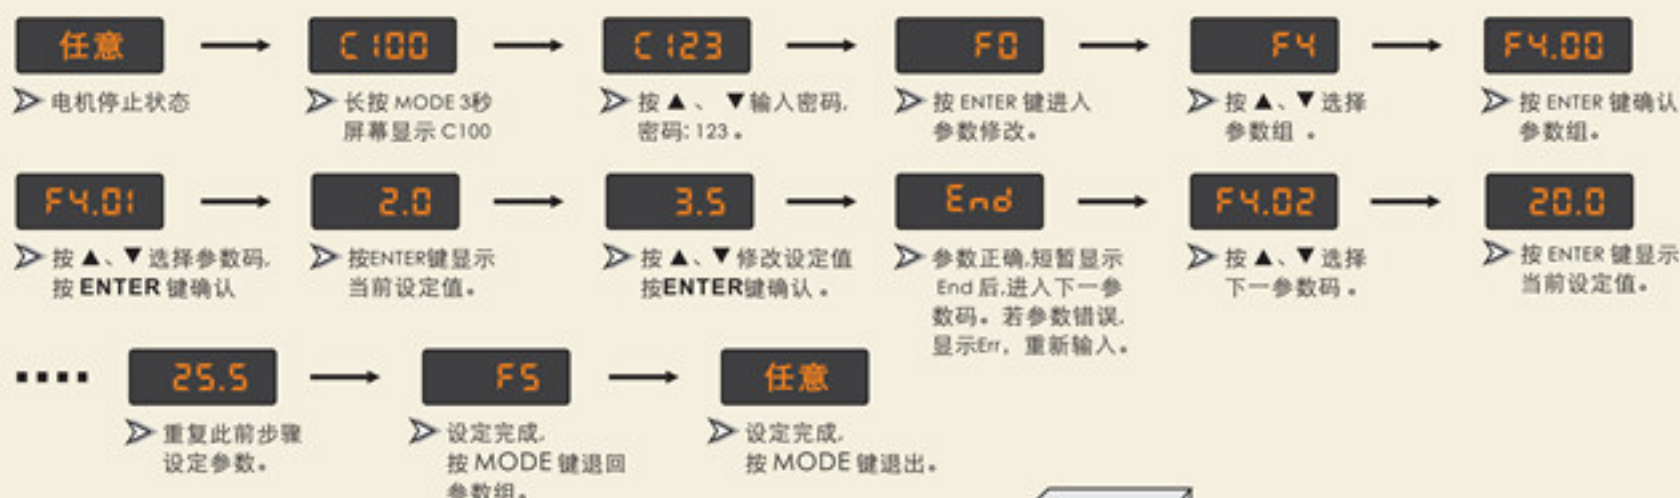 任意
C100
C123
F0
F4
F4.00
电机停止状态
长按 MODE 3秒
屏幕显示 C100
按 ▲、▼输入密码.
密码: 123。
按 ENTER 键进入
参数修改。
按 ▲、▼ 选择
参数组 。
按 ENTER 键确认
参数组。
F4.01
2.0
3.5
End
F4.02
20.0
按 ▲、▼ 选择参数码.
按 ENTER 键确认
按ENTER键显示
当前设定值。
按 ▲、▼ 修改设定值
按ENTER键确认 。
参数正确.短暂显示
End 后.进入下一参
数码。若参数错误.
显示Err. 重新输入。
按 ▲、▼ 选择
下一参数码 。
按 ENTER 键显示
当前设定值。
25.5
F5
任意
重复此前步骤
设定参数。
设定完成.
按 MODE 键退回
参数组。
设定完成.
按 MODE 键退出。